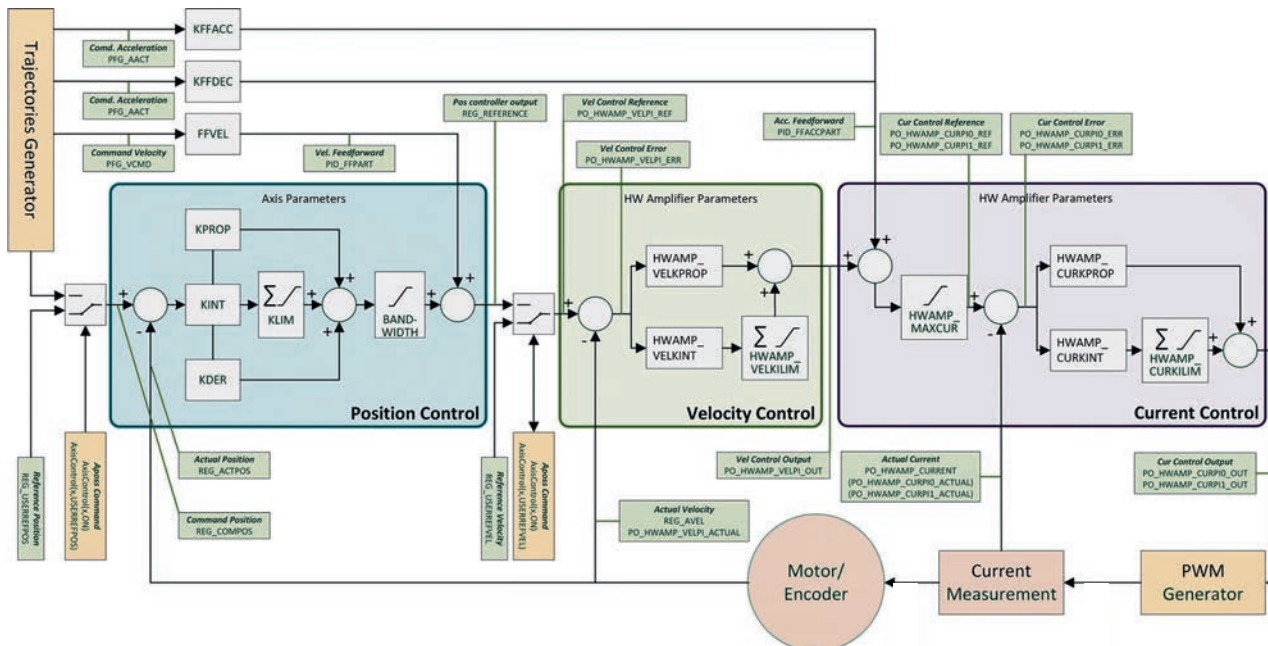 Trajectories Generator
Comd. Acceleration
PFG_AACT
KFFACC
Comd. Acceleration
PFG_AACT
KFFDEC
Command Velocity
PFG_VCMD
FFVEL
Vel. Feedforward
PID_FFPART
Pos controller output
REG_REFERENCE
Vel Control Reference
PO_HWAMP_VELPI_REF
Vel Control Error
PO_HWAMP_VELPI_ERR
Acc. Feedforward
PID_FFACCPART
Cur Control Reference
PO_HWAMP_CURPI0_REF
PO_HWAMP_CURPI1_REF
Cur Control Error
PO_HWAMP_CURPI0_ERR
PO_HWAMP_CURPI1_ERR
Axis Parameters
KPROP
KINT
KDER
KLIM
BAND-
WIDTH
+
-
+
+
+
+
+
Position Control
HW Amplifier Parameters
HWAMP_
VELKPROP
HWAMP_
VELKINT
HWAMP_
VELKILIM
+
-
+
+
Velocity Control
HW Amplifier Parameters
+
+
HWAMP_
MAXCUR
+
-
HWAMP_
CURKPROP
HWAMP_
CURKINT
HWAMP_
CURKILIM
+
+
Current Control
Reference Position
REG_USERREFPOS
Aposs Command
AxisControl(x,ON)
AxisControl(x,USERREFPOS)
Actual Position
REG_ACTPOS
Command Position
REG_COMPOS
Reference Velocity
REG_USERREFVEL
Aposs Command
AxisControl(x,ON)
AxisControl(x,USERREFVEL)
Actual Velocity
REG_AVEL
PO_HWAMP_VELPI_ACTUAL
Vel Control Output
PO_HWAMP_VELPI_OUT
Actual Current
PO_HWAMP_CURRENT
(PO_HWAMP_CURPI0_ACTUAL)
(PO_HWAMP_CURPI1_ACTUAL)
Cur Control Output
PO_HWAMP_CURPI0_OUT
PO_HWAMP_CURPI1_OUT
Motor/
Encoder
Current
Measurement
PWM
Generator